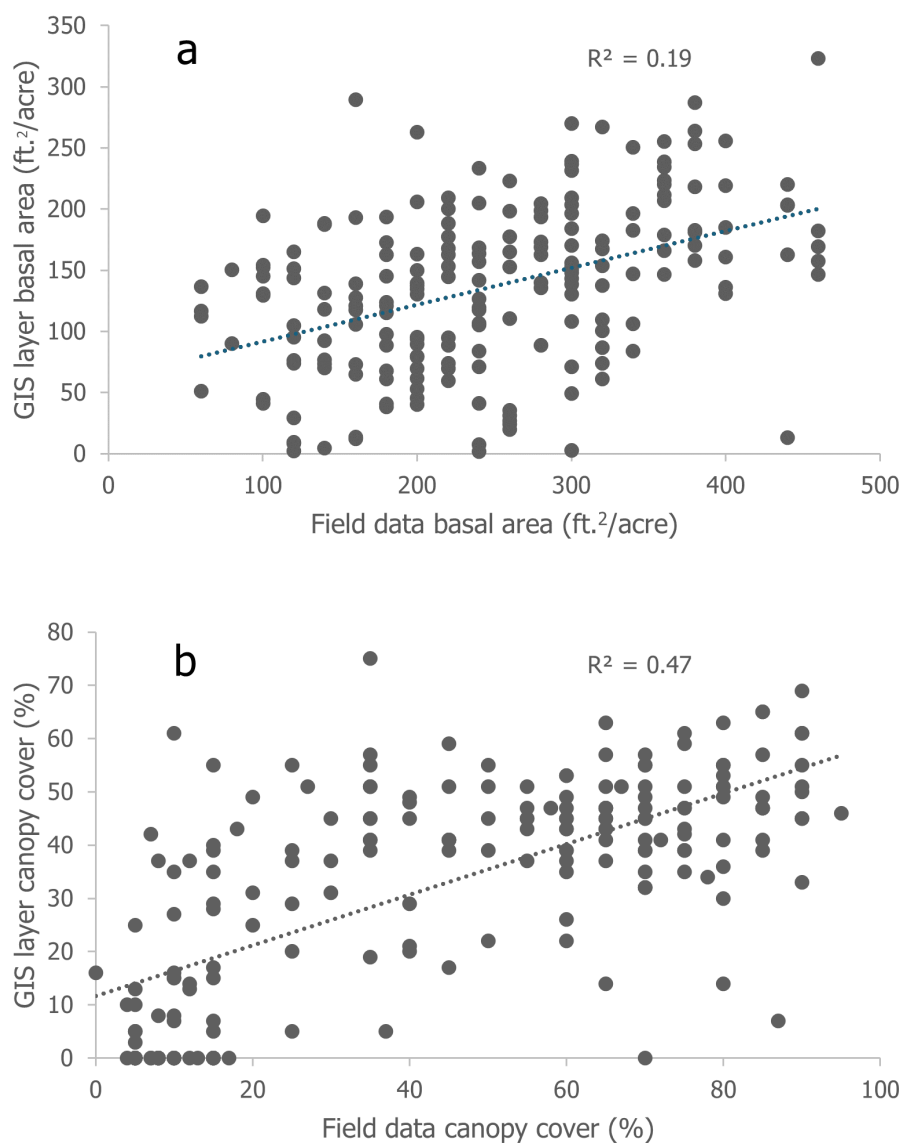 a
R² = 0.19
GIS layer basal area (ft.²/acre)
350
300
250
200
150
100
50
0
0 100 200 300 400 500
Field data basal area (ft.²/acre)
b
R² = 0.47
GIS layer canopy cover (%)
80
70
60
50
40
30
20
10
0
0 20 40 60 80 100
Field data canopy cover (%)